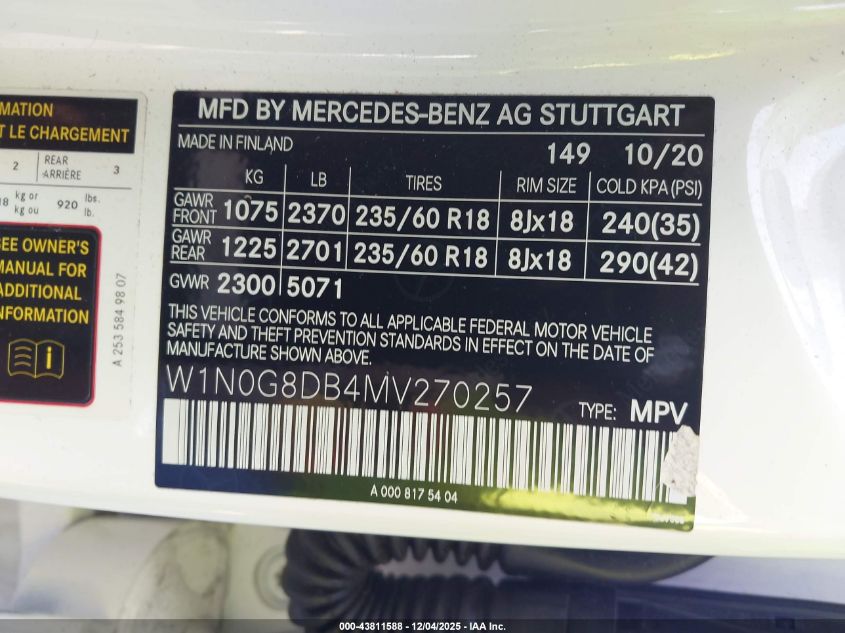 MATION
T LE CHARGEMENT
2 REAR ARRIÈRE 3
kg or kg ou 920 lbs. lb.
SEE OWNER'S
MANUAL FOR
ADDITIONAL
INFORMATION
A 253 584 98 07
MFD BY MERCEDES-BENZ AG STUTTGART
MADE IN FINLAND 149 10/20
KG LB TIRES RIM SIZE COLD KPA(PSI)
GAWR FRONT 1075 2370 235/60 R18 8Jx18 240(35)
GAWR REAR 1225 2701 235/60 R18 8Jx18 290(42)
GWR 2300 5071
THIS VEHICLE CONFORMS TO ALL APPLICABLE FEDERAL MOTOR VEHICLE
SAFETY AND THEFT PREVENTION STANDARDS IN EFFECT ON THE DATE OF
MANUFACTURE SHOWN ABOVE.
W1N0G8DB4MV270257
TYPE: MPV
A 000 817 54 04
000-43811588 - 12/04/2025 - IAA Inc.